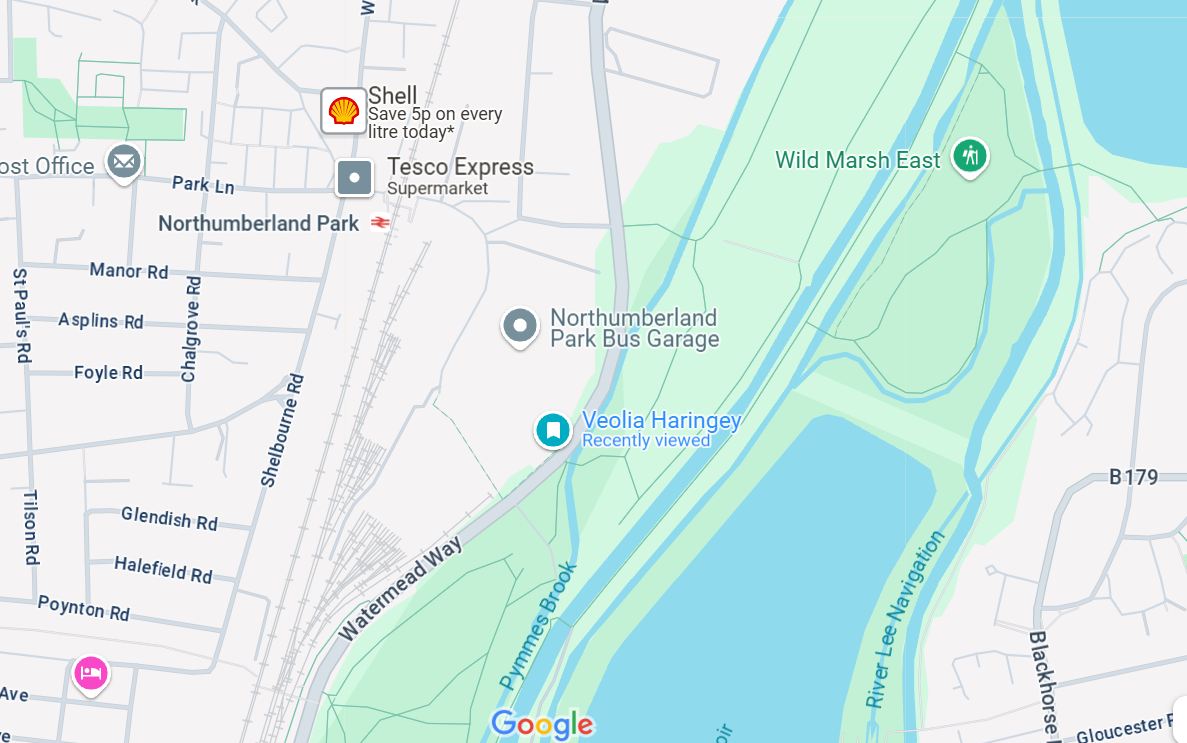 Shell
Save 5p on every
litre today*
ost Office
Tesco Express
Supermarket
Park Ln
Northumberland Park
Manor Rd
St Paul's Rd
Chalgrove Rd
Asplins Rd
Foyle Rd
Shelbourne Rd
Wild Marsh East
Northumberland
Park Bus Garage
Veolia Haringey
Recently viewed
B179
Tilson Rd
Glendish Rd
Halefield Rd
Poynton Rd
Watermead Way
Pymmes Brook
River Lee Navigation
Blackhorse
Ave
Google
Gloucester